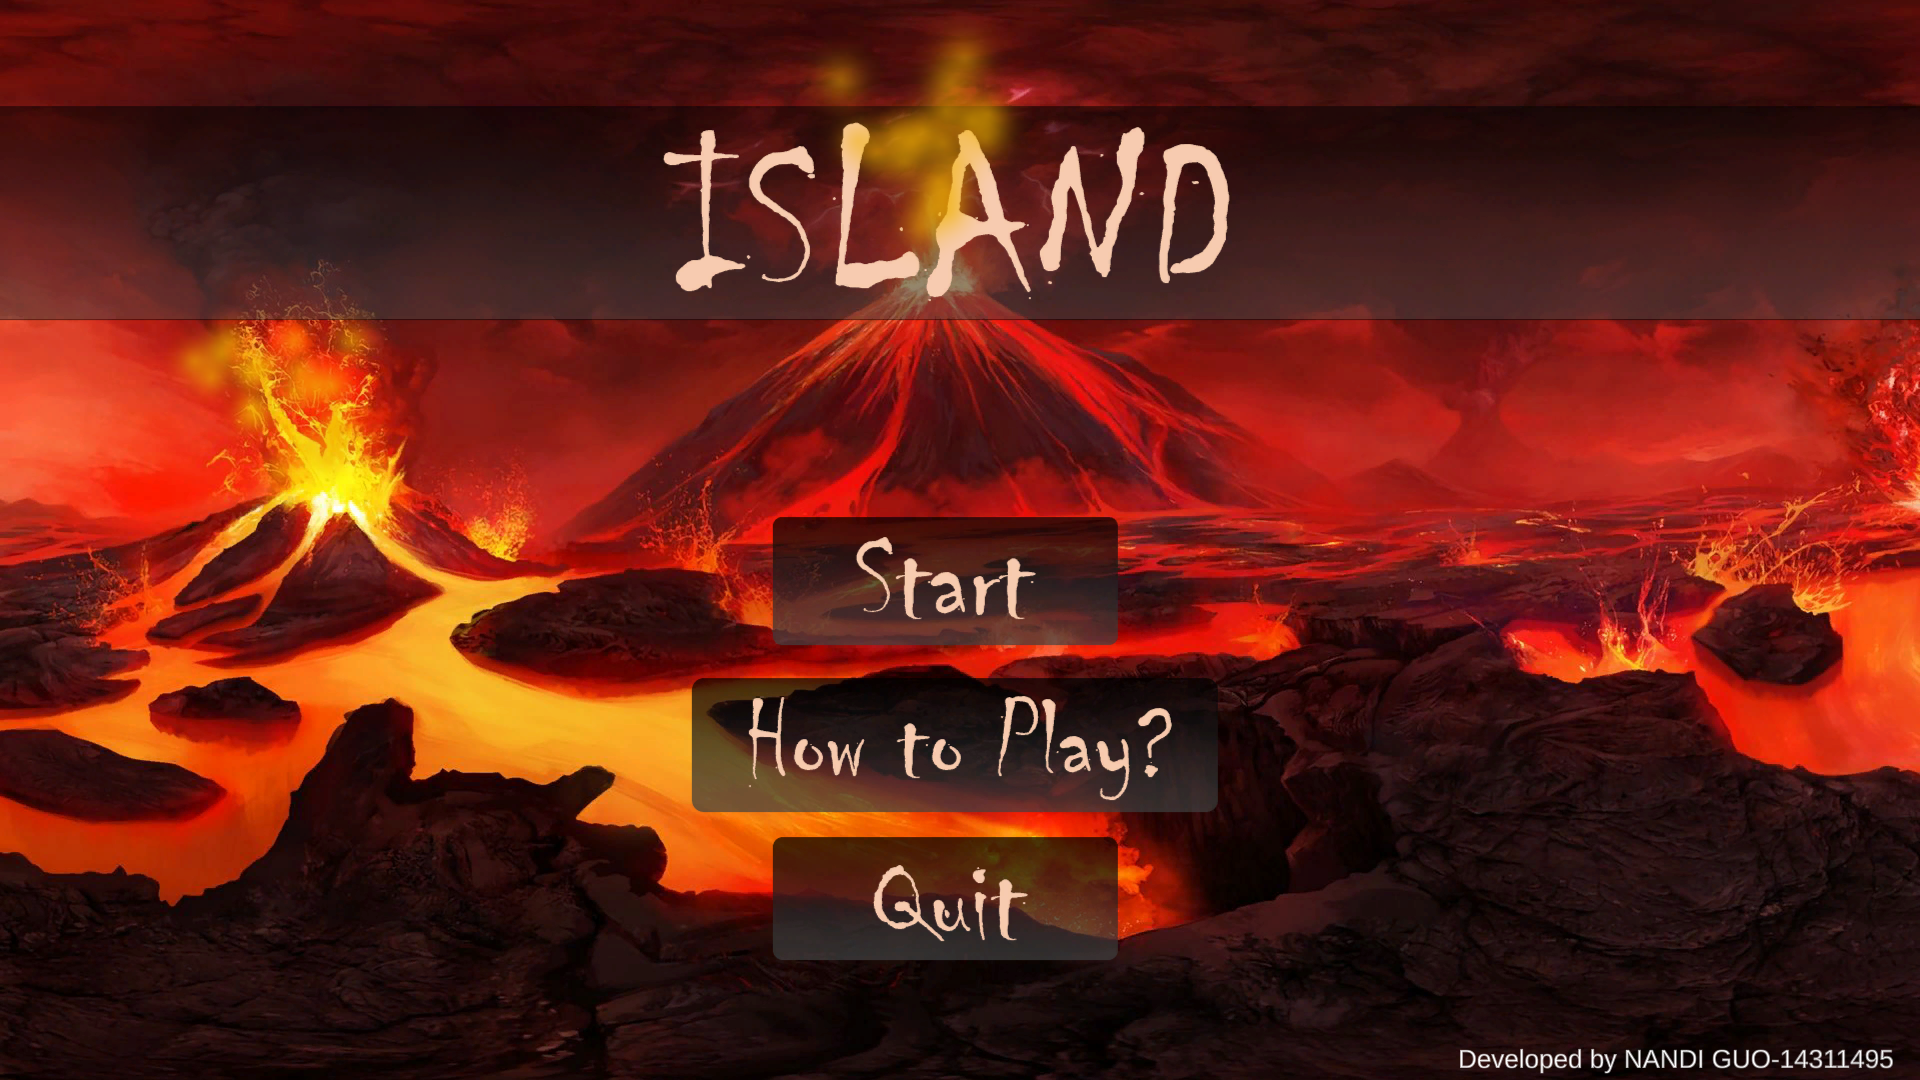 ISLAND
Start
How to Play?
Quit
Developed by NANDI GUO-14311495